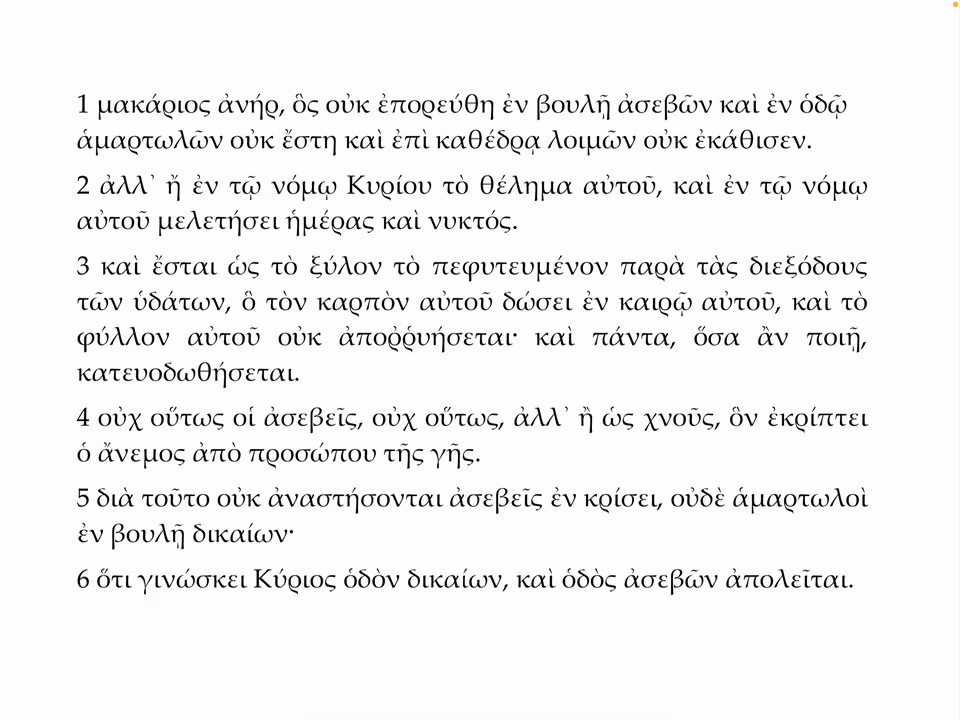 1 μακάριος ἀνήρ, ὃς οὐκ ἐπορεύθη ἐν βουλῇ ἀσεβῶν καὶ ἐν ὁδῷ
ἁμαρτωλῶν οὐκ ἔστη καὶ ἐπὶ καθέδρᾳ λοιμῶν οὐκ ἐκάθισεν.
2 ἀλλ᾽ ἤ ἐν τῷ νόμῳ Κυρίου τὸ θέλημα αὐτοῦ, καὶ ἐν τῷ νόμῳ
αὐτοῦ μελετήσει ἡμέρας καὶ νυκτός.
3 καὶ ἔσται ὡς τὸ ξύλον τὸ πεφυτευμένον παρὰ τὰς διεξόδους
τῶν ὑδάτων, ὃ τὸν καρπὸν αὐτοῦ δώσει ἐν καιρῷ αὐτοῦ, καὶ τὸ
φύλλον αὐτοῦ οὐκ ἀποῤῥυήσεται· καὶ πάντα, ὅσα ἂν ποιῇ,
κατευοδωθήσεται.
4 οὐχ οὕτως οἱ ἀσεβεῖς, οὐχ οὕτως, ἀλλ᾽ ἢ ὡς χνοῦς, ὃν ἐκρίπτει
ὁ ἄνεμος ἀπὸ προσώπου τῆς γῆς.
5 διὰ τοῦτο οὐκ ἀναστήσονται ἀσεβεῖς ἐν κρίσει, οὐδὲ ἁμαρτωλοὶ
ἐν βουλῇ δικαίων·
6 ὅτι γινώσκει Κύριος ὁδὸν δικαίων, καὶ ὁδὸς ἀσεβῶν ἀπολεῖται.